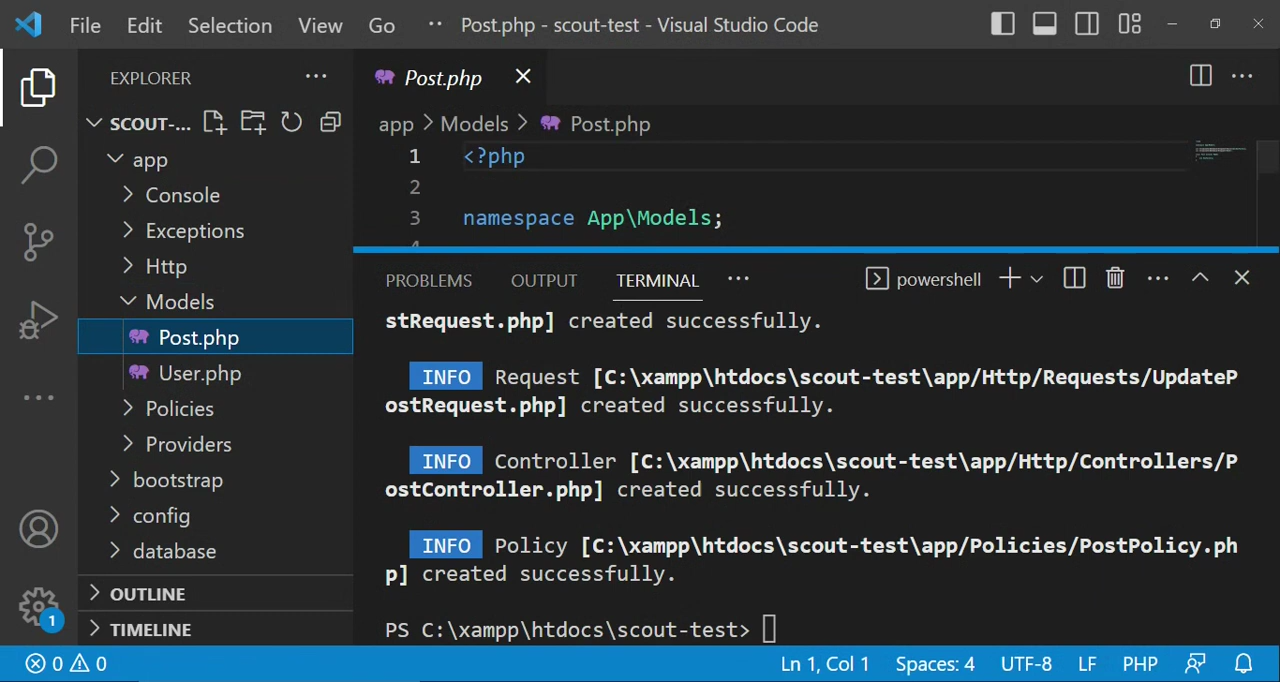 File Edit Selection View Go ·· Post.php - scout-test - Visual Studio Code
EXPLORER ···
SCOUT-...
app
Console
Exceptions
Http
Models
Post.php
User.php
Policies
Providers
bootstrap
config
database
OUTLINE
TIMELINE
1
Post.php
app > Models > Post.php
1 <?php
2
3 namespace App\Models;
PROBLEMS OUTPUT TERMINAL ··· powershell
stRequest.php] created successfully.
INFO Request [C:\xampp\htdocs\scout-test\app/Http/Requests/UpdateP
ostRequest.php] created successfully.
INFO Controller [C:\xampp\htdocs\scout-test\app/Http/Controllers/P
ostController.php] created successfully.
INFO Policy [C:\xampp\htdocs\scout-test\app/Policies/PostPolicy.ph
p] created successfully.
PS C:\xampp\htdocs\scout-test>
0 0 Ln 1, Col 1 Spaces: 4 UTF-8 LF PHP